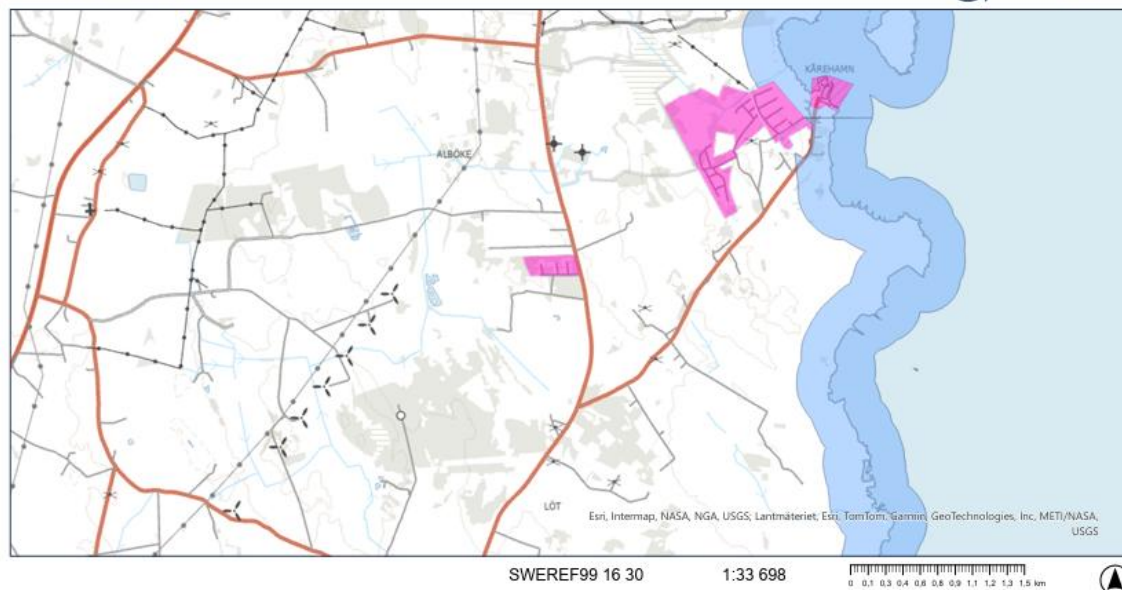 KÅREHAMN
ALBÖKE
LÖT
Esri, Intermap, NASA, NGA, USGS; Lantmäteriet, Esri, TomTom, Garmin, GeoTechnologies, Inc, METI/NASA,
USGS
SWEREF99 16 30 1:33 698
0 0,1 0,3 0,4 0,6 0,8 0,9 1,0 1,2 1,3 1,5 km